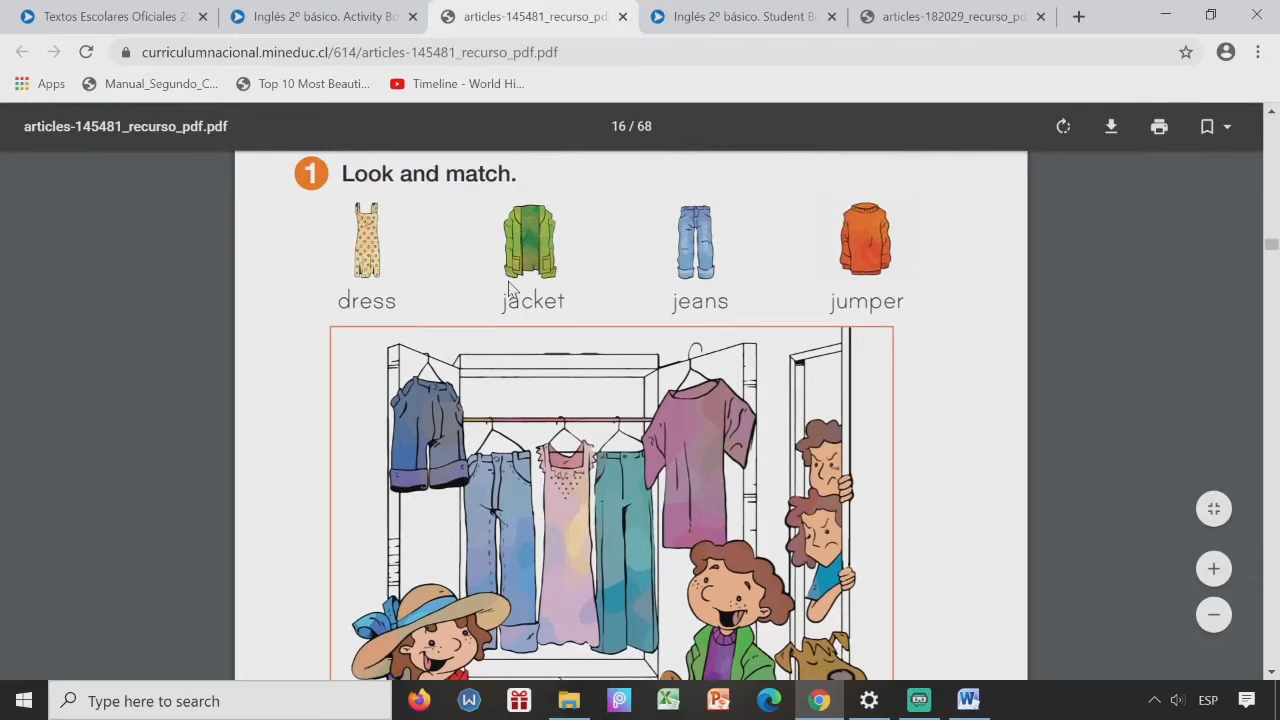 Textos Escolares Oficiales 2
Inglés 2º básico. Activity Bo
articles-145481_recurso_pd
Inglés 2º básico. Student B
articles-182029_recurso_pd
curriculumnacional.mineduc.cl/614/articles-145481_recurso_pdf.pdf
Apps
Manual_Segundo_C...
Top 10 Most Beauti...
Timeline - World Hi...
articles-145481_recurso_pdf.pdf
16 / 68
1 Look and match.
dress
jacket
jeans
jumper
Type here to search
ESP